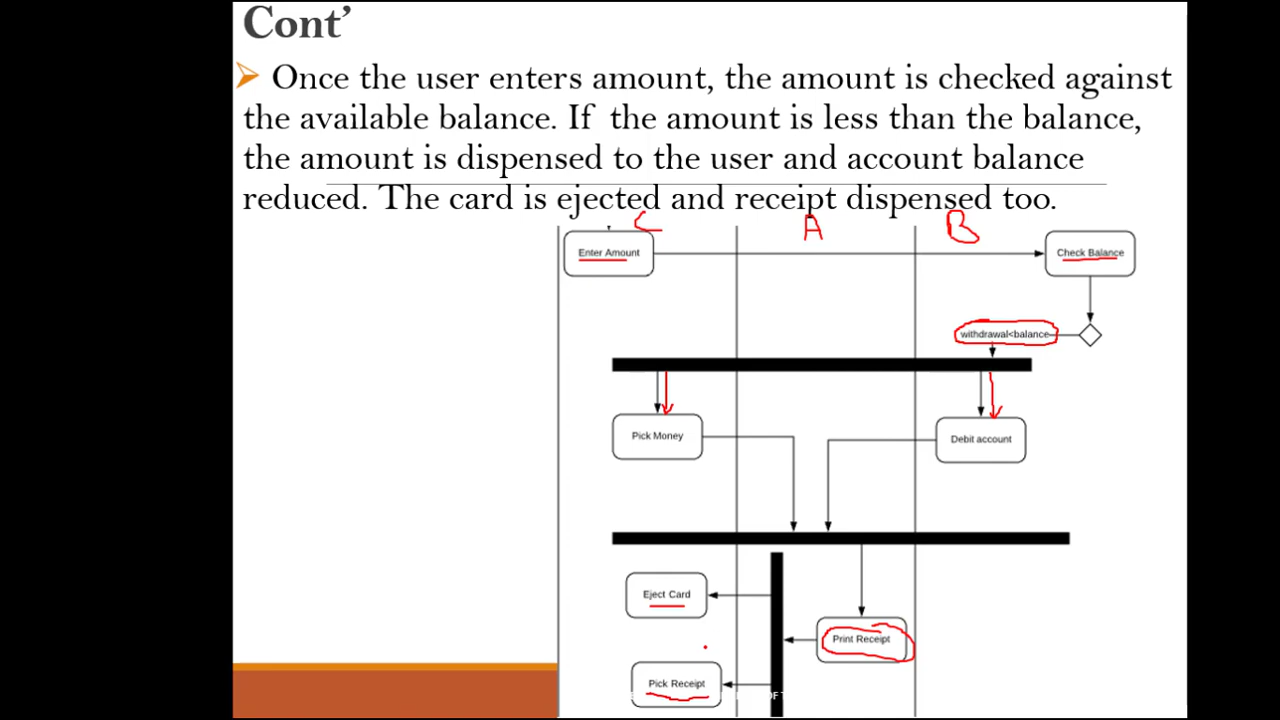 Cont’
Once the user enters amount, the amount is checked against
the available balance. If the amount is less than the balance,
the amount is dispensed to the user and account balance
reduced. The card is ejected and receipt dispensed too.
C A B
Enter Amount Check Balance
withdrawal<balance
Pick Money Debit account
Eject Card
Print Receipt
Pick Receipt